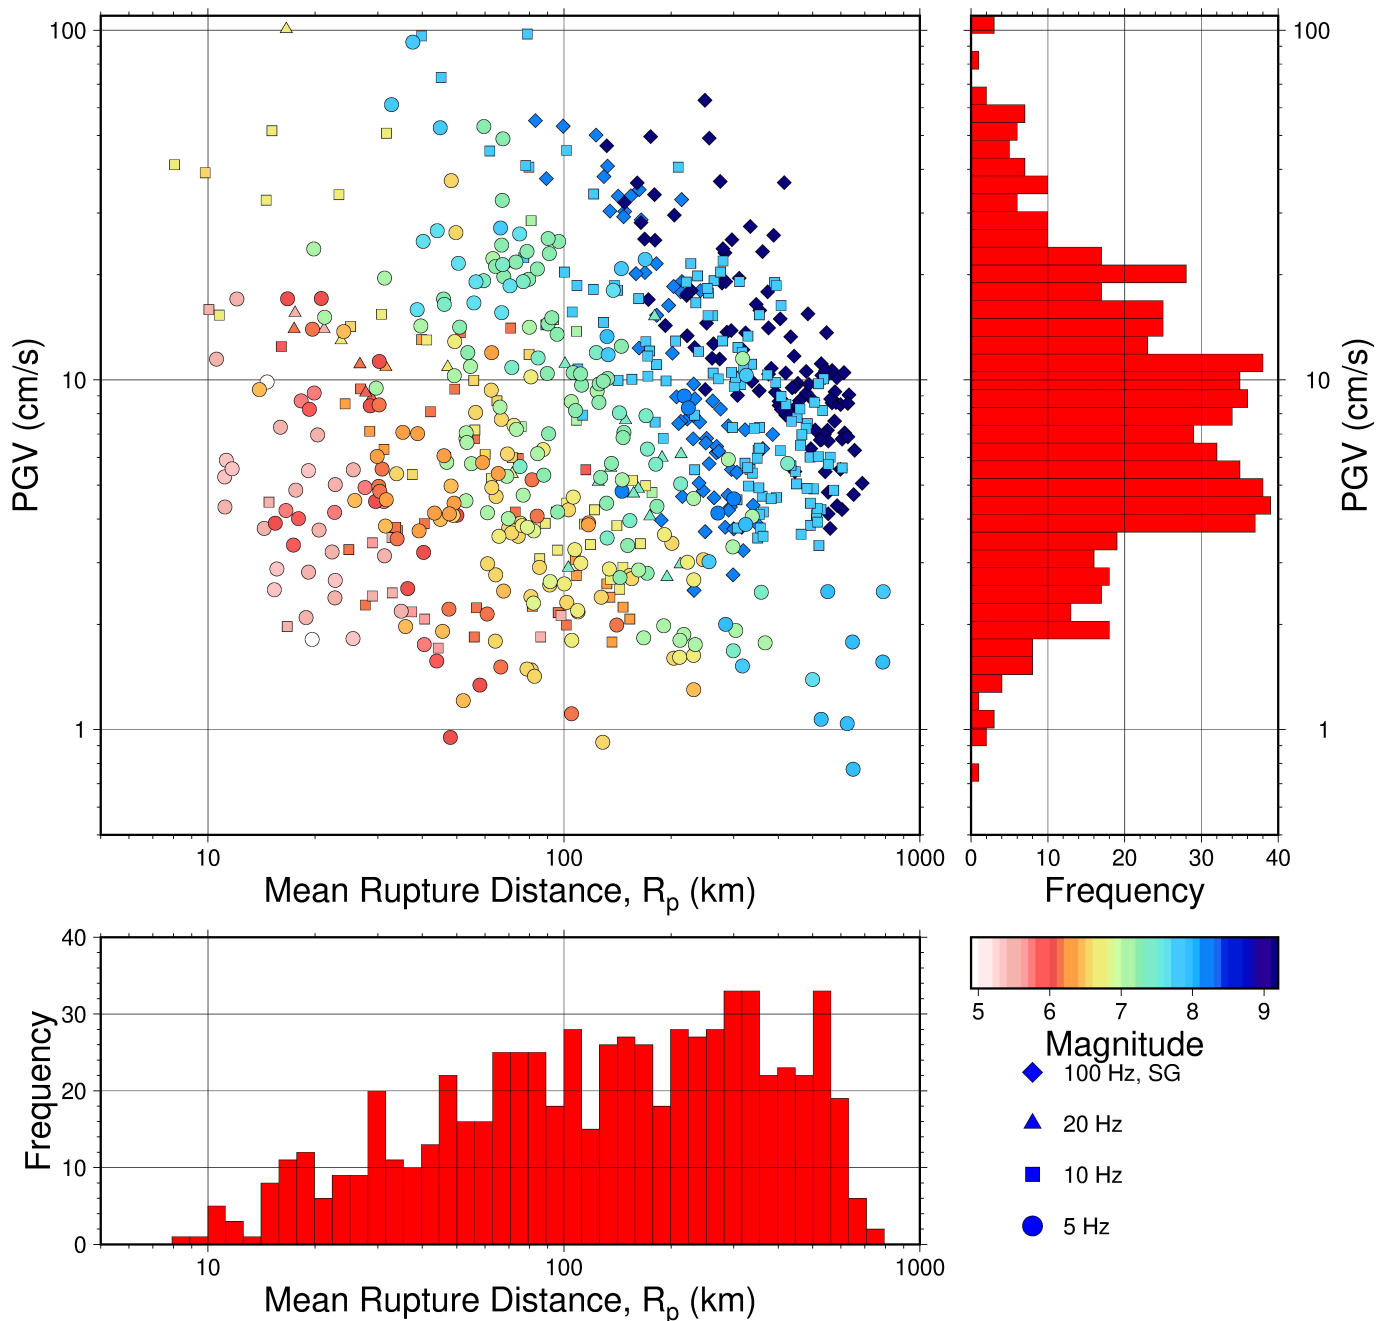 100
10
1
PGV (cm/s)
10 100 1000
Mean Rupture Distance, Rp (km)
100
10
1
PGV (cm/s)
0 10 20 30 40
Frequency
40
30
20
10
0
Frequency
10 100 1000
Mean Rupture Distance, Rp (km)
5 6 7 8 9
Magnitude
100 Hz, SG
20 Hz
10 Hz
5 Hz